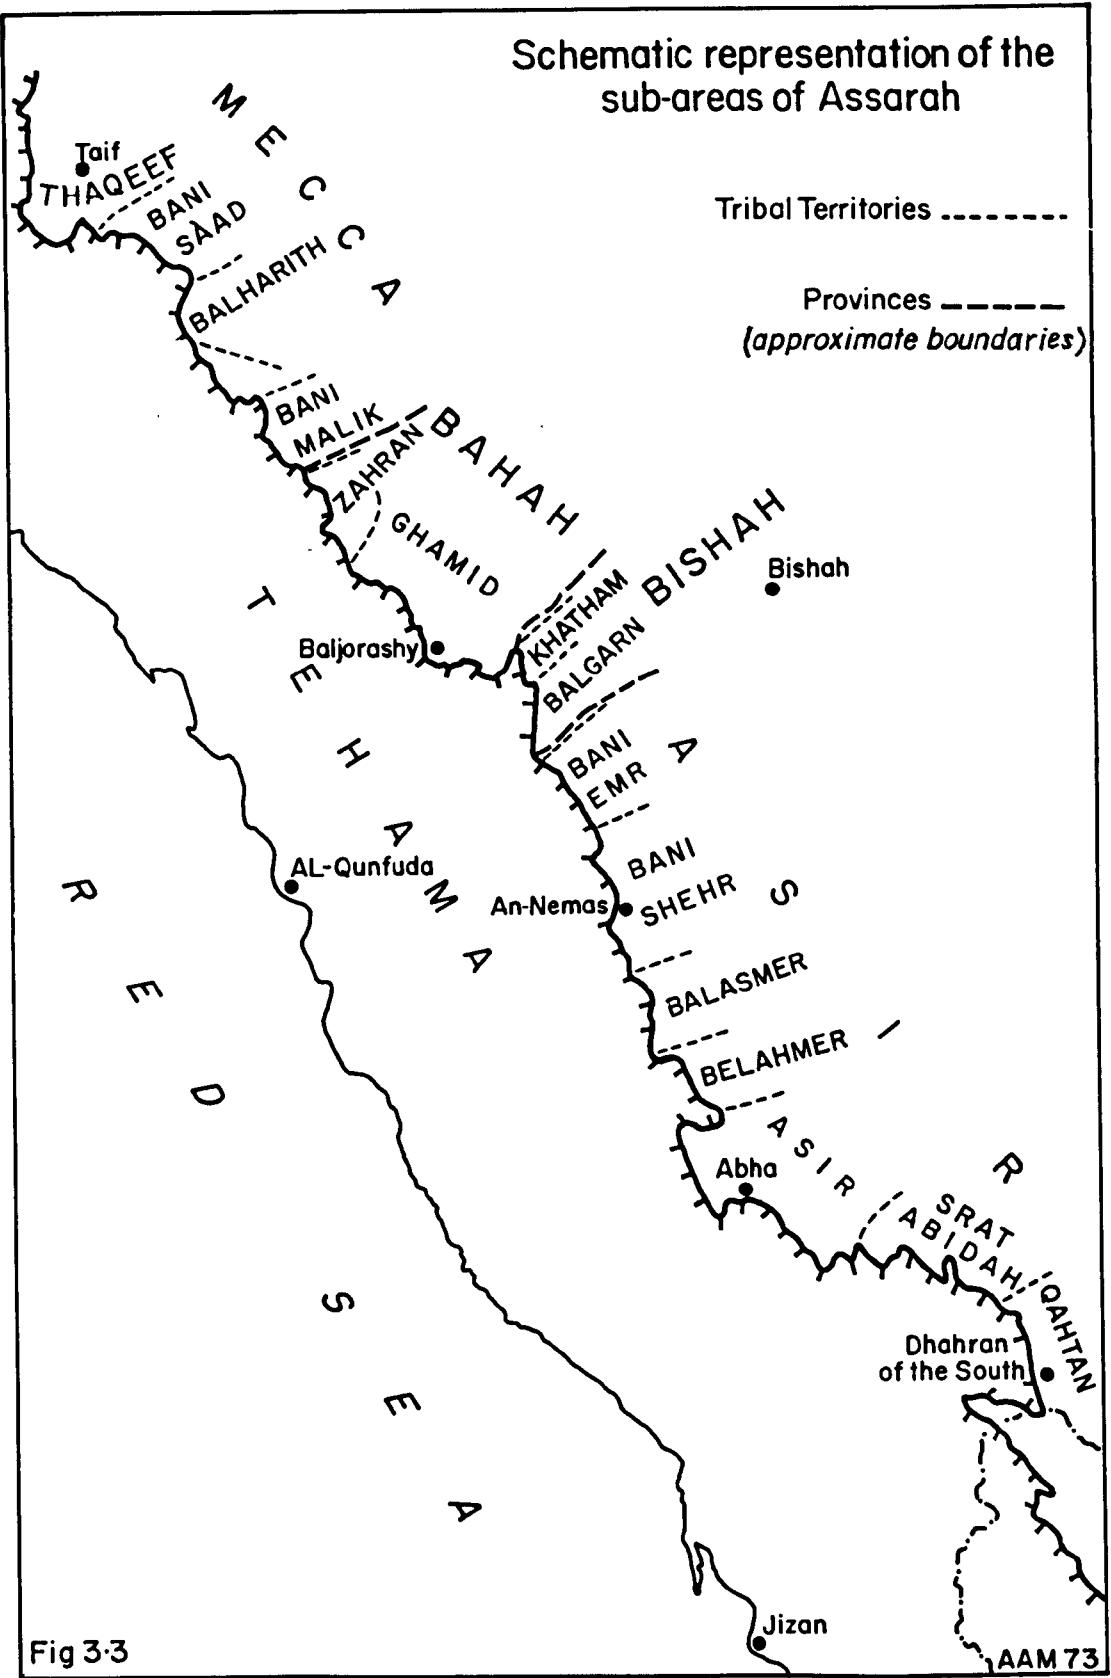 Schematic representation of the
sub-areas of Assarah
Tribal Territories
Provinces
(approximate boundaries)
MECCA
Taif
THAQEEF
BANI
SAAD
BALHARITH
BANI
MALIK
BAHAH
ZAHRAN
GHAMID
BISHAH
Bishah
KHATHAM
BALGARN
Baljorashy
TEHAMA
BANI
EMR
ASIR
AL-Qunfuda
BANI
SHEHR
An-Nemas
RED SEA
BALASMER
BELAHMER
ASIR
Abha
SRAT
ABIDAH
QAHTAN
Dhahran
of the South
Jizan
Fig 3·3
AAM 73